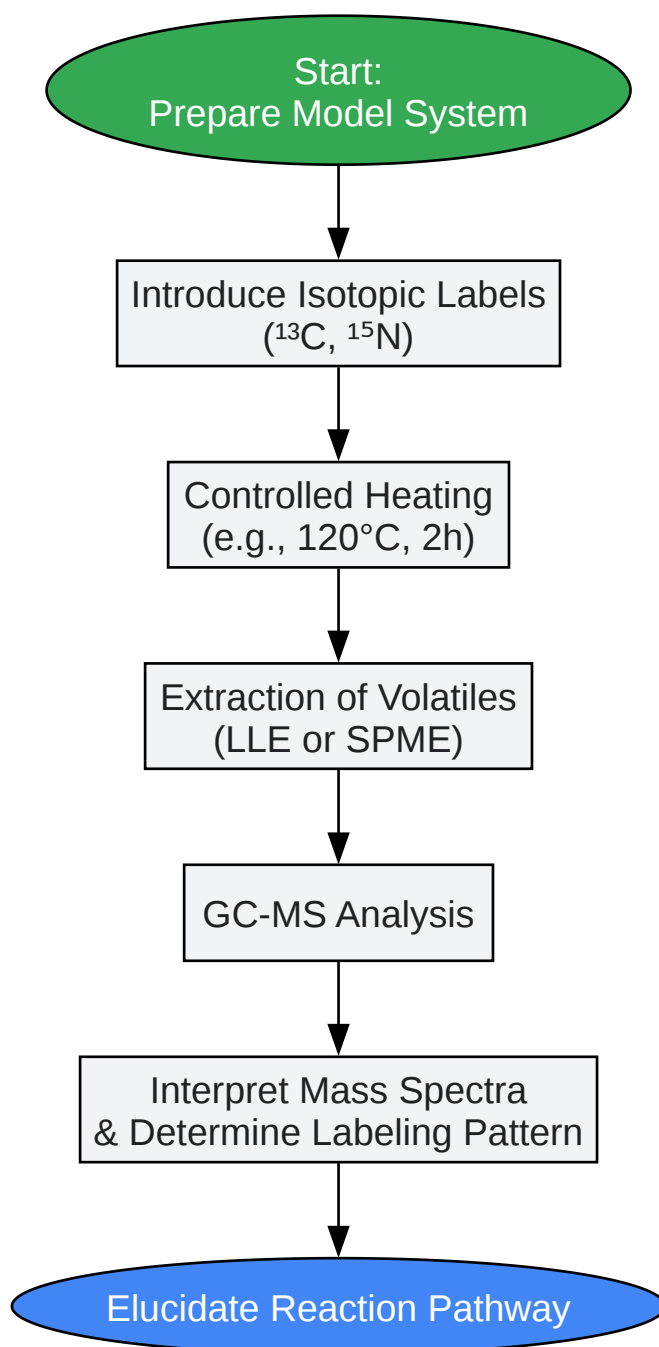 Start:
Prepare Model System
Introduce Isotopic Labels
(¹³C, ¹⁵N)
Controlled Heating
(e.g., 120°C, 2h)
Extraction of Volatiles
(LLE or SPME)
GC-MS Analysis
Interpret Mass Spectra
& Determine Labeling Pattern
Elucidate Reaction Pathway